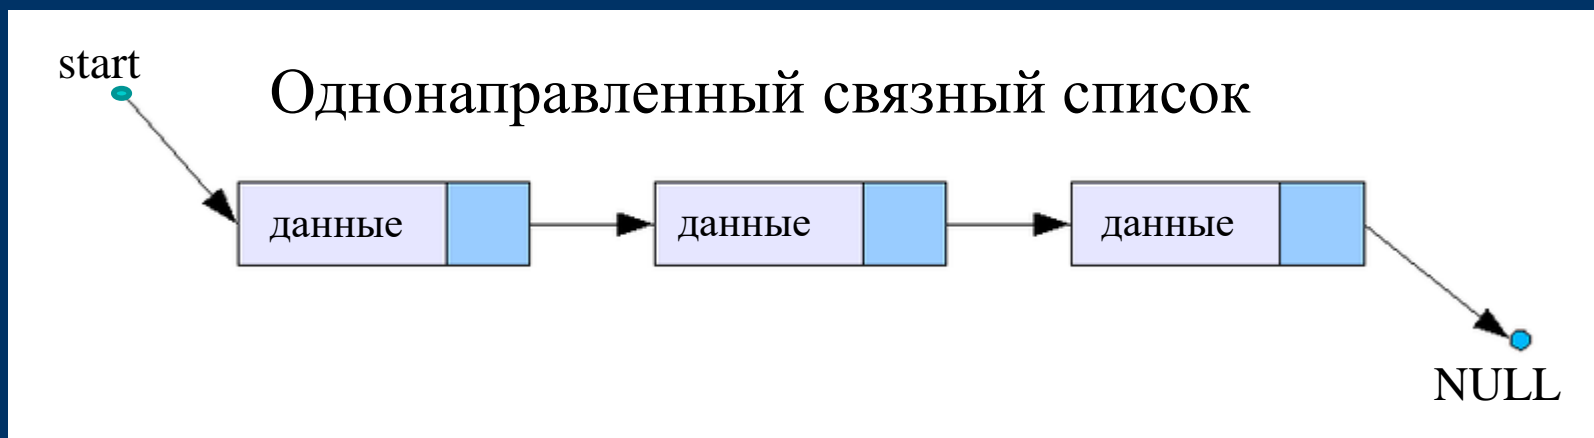 start
Однонаправленный связный список
данные
данные
данные
NULL